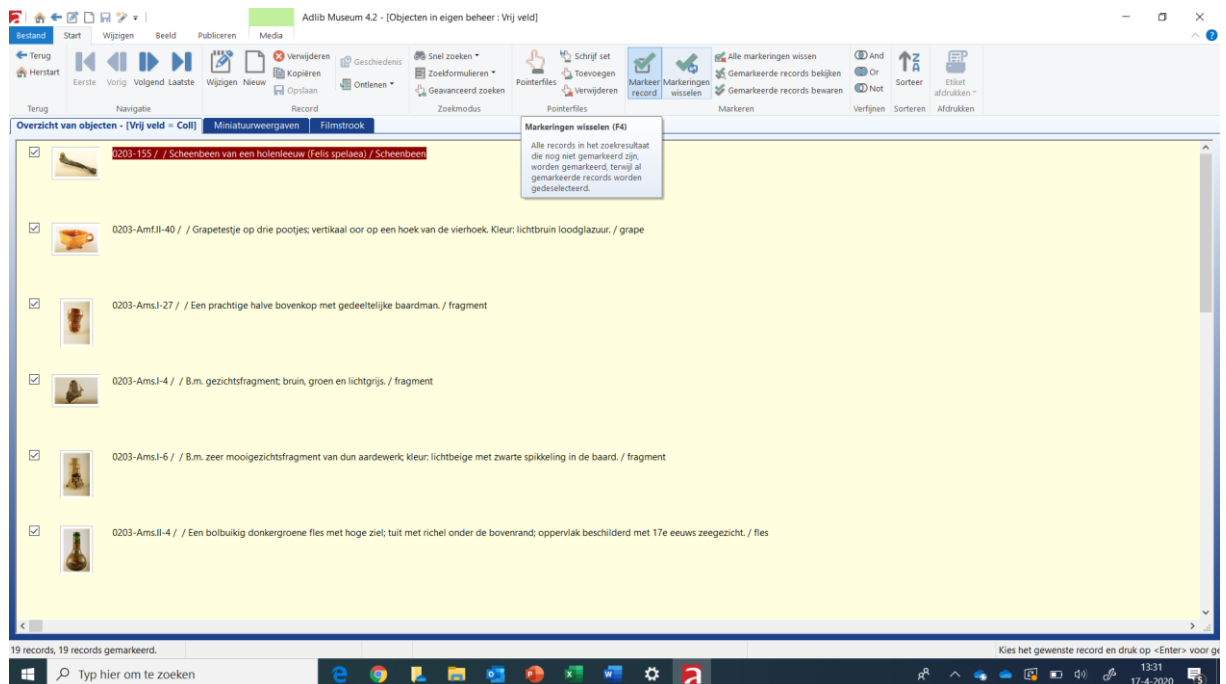 Adlib Museum 4.2 - [Objecten in eigen beheer : Vrij veld]
Bestand Start Wijzigen Beeld Publiceren Media
Terug
Herstart
Eerste Vorig Volgend Laatste
Wijzigen Nieuw
Verwijderen
Kopiëren
Opslaan
Geschiedenis
Ontlenen
Snel zoeken
Zoekformulieren
Geavanceerd zoeken
Pointerfiles
Schrijf set
Toevoegen
Verwijderen
Markeer record
Markeringen wisselen
Alle markeringen wissen
Gemarkeerde records bekijken
Gemarkeerde records bewaren
And
Or
Not
Sorteer
Etiket afdrukken
Terug Navigatie Record Zoekmodus Pointerfiles Markeren Verfijnen Sorteren Afdrukken
Overzicht van objecten - [Vrij veld = Coll] Miniatuurweergaven Filmstrook
Markeringen wisselen (F4)
Alle records in het zoekresultaat
die nog niet gemarkeerd zijn,
worden gemarkeerd, terwijl al
gemarkeerde records worden
gedeselecteerd.
0203-155 / / Scheenbeen van een holenleeuw (Felis spelaea) / Scheenbeen
0203-Amf.II-40 / / Grapetestje op drie pootjes; vertikaal oor op een hoek van de vierhoek. Kleur: lichtbruin loodglazuur. / grape
0203-Ams.I-27 / / Een prachtige halve bovenkop met gedeeltelijke baardman. / fragment
0203-Ams.I-4 / / B.m. gezichtsfragment; bruin, groen en lichtgrijs. / fragment
0203-Ams.I-6 / / B.m. zeer mooigezichtsfragment van dun aardewerk; kleur: lichtbeige met zwarte spikkeling in de baard. / fragment
0203-Ams.II-4 / / Een bolbuikig donkergroene fles met hoge ziel; tuit met richel onder de bovenrand; oppervlak beschilderd met 17e eeuws zeegezicht. / fles
19 records, 19 records gemarkeerd.
Kies het gewenste record en druk op <Enter> voor ge
Typ hier om te zoeken
13:31
17-4-2020